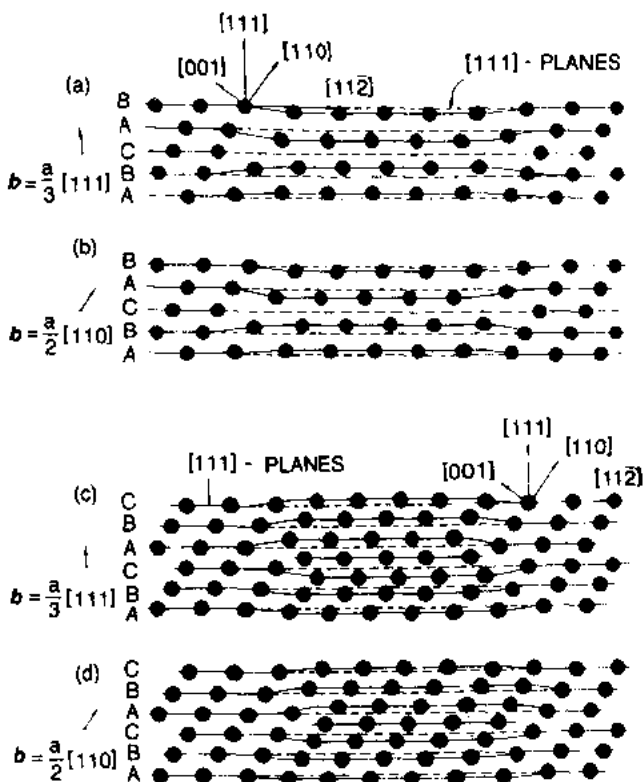 [111]
[001]
[110]
[112̄]
[111] - PLANES
(a)
B
A
C
b = a/3 [111]
B
A
(b)
B
A
C
b = a/2 [110]
B
A
[111] - PLANES
[111]
[001]
[110]
[112̄]
(c)
C
B
A
C
b = a/3 [111]
B
A
(d)
C
B
A
C
b = a/2 [110]
B
A